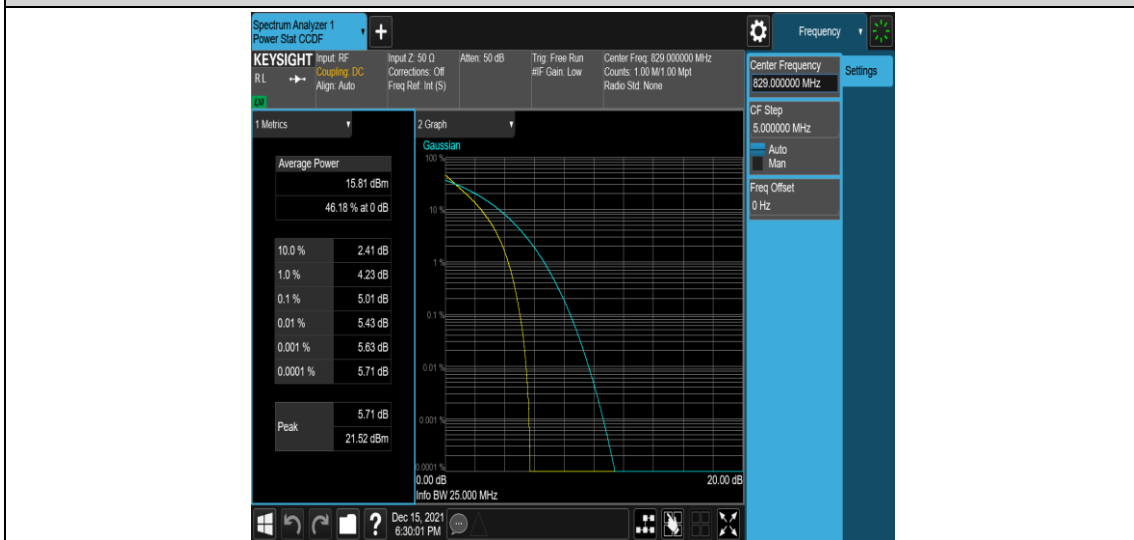 Spectrum Analyzer 1
Power Stat CCDF
+
Frequency
KEYSIGHT
RL
Input: RF
Coupling: DC
Align: Auto
Input Z: 50 Ω
Corrections: Off
Freq Ref: Int (S)
Atten: 50 dB
Trig: Free Run
#IF Gain: Low
Center Freq: 829.000000 MHz
Counts: 1.00 M/1.00 Mpt
Radio Std: None
Center Frequency
829.000000 MHz
Settings
CF Step
5.000000 MHz
Auto
Man
Freq Offset
0 Hz
1 Metrics
Average Power
15.81 dBm
46.18 % at 0 dB
10.0 % 2.41 dB
1.0 % 4.23 dB
0.1 % 5.01 dB
0.01 % 5.43 dB
0.001 % 5.63 dB
0.0001 % 5.71 dB
Peak
5.71 dB
21.52 dBm
2 Graph
Gaussian
100 %
10 %
1 %
0.1 %
0.01 %
0.001 %
0.0001 %
0.00 dB 20.00 dB
Info BW 25.000 MHz
?
Dec 15, 2021
6:30:01 PM